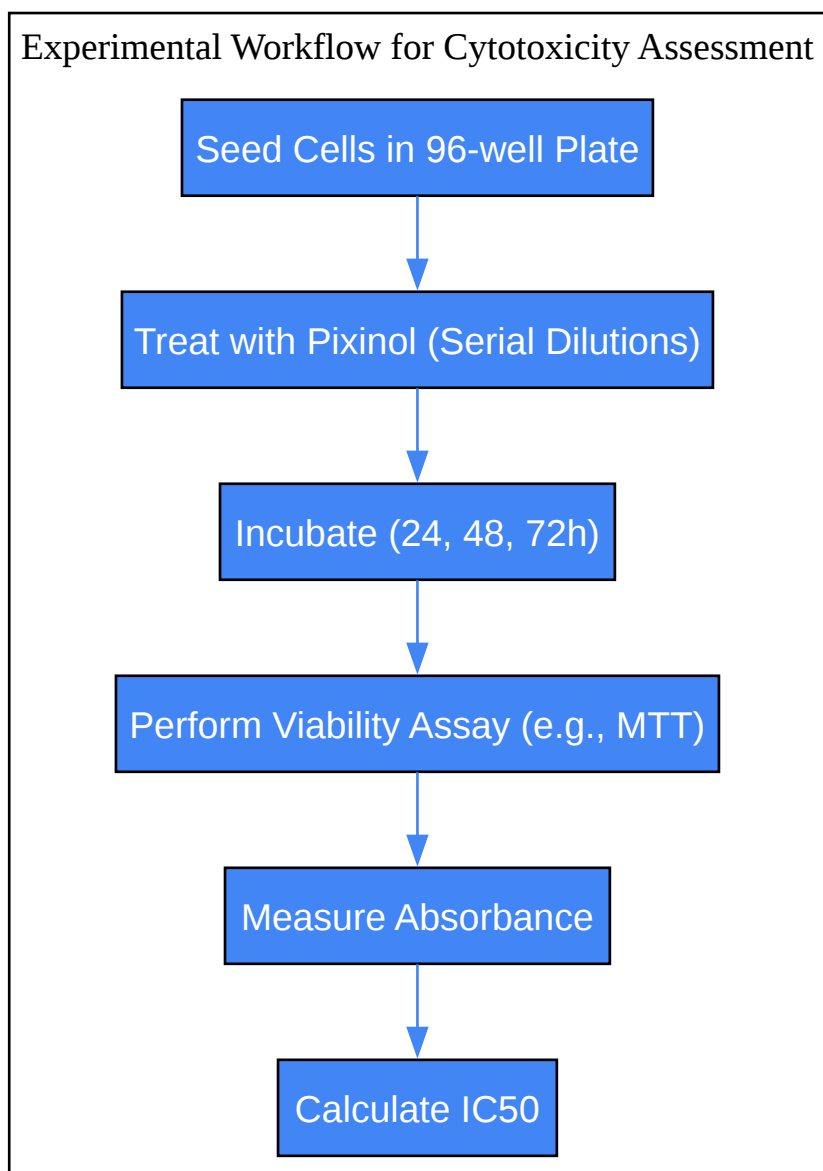 Experimental Workflow for Cytotoxicity Assessment
Seed Cells in 96-well Plate
Treat with Pixinol (Serial Dilutions)
Incubate (24, 48, 72h)
Perform Viability Assay (e.g., MTT)
Measure Absorbance
Calculate IC50